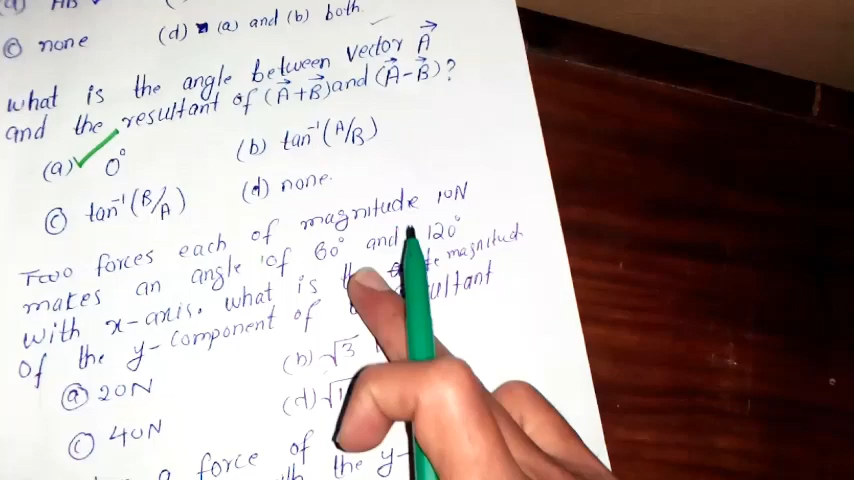 © none (d) (a) and (b) both
what is the angle between vector A⃗
and the resultant of (A⃗+B⃗) and (A⃗-B⃗)?
(a) 0° (b) tan⁻¹(A/B)
© tan⁻¹(B/A) (d) none.
Two forces each of magnitude 10N
makes an angle of 60° and 120°
with x-axis. what is magnitude
of the y-component of
ⓐ 20N (b) √3
© 40N (d)
a force of
the y-